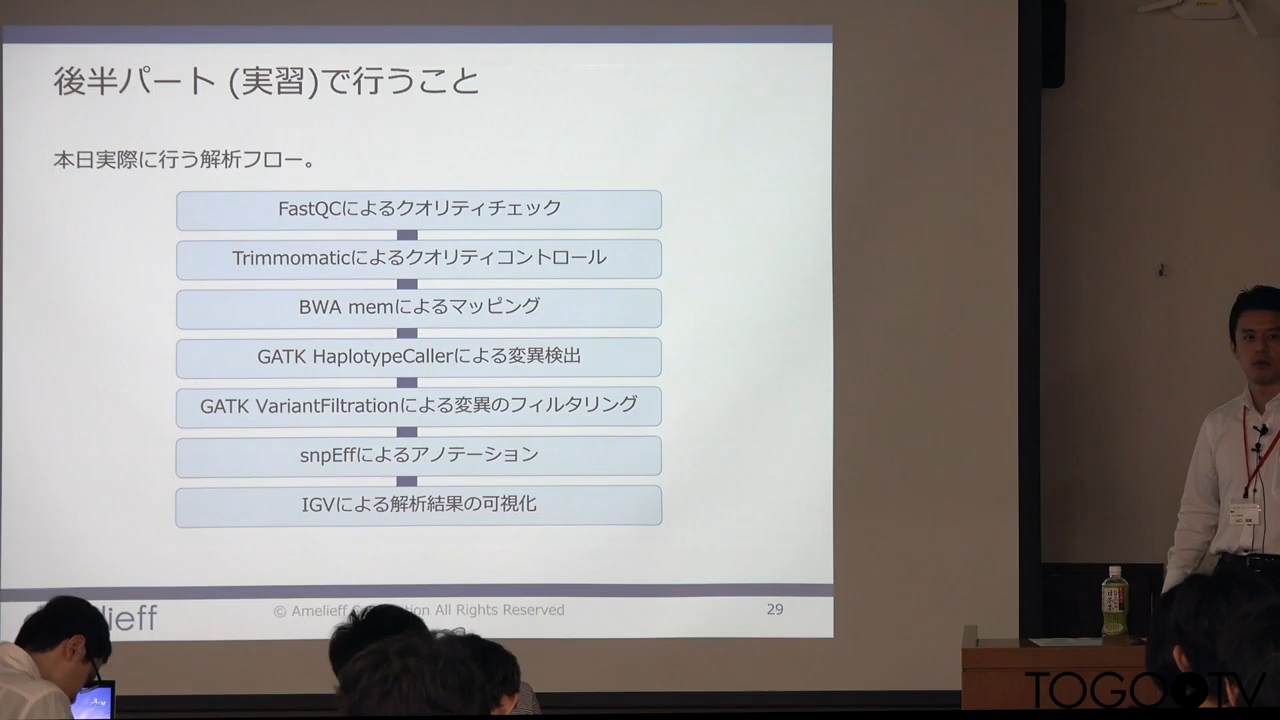 後半パート (実習)で行うこと
本日実際に行う解析フロー。
FastQCによるクオリティチェック
Trimmomaticによるクオリティコントロール
BWA memによるマッピング
GATK HaplotypeCallerによる変異検出
GATK VariantFiltrationによる変異のフィルタリング
snpEffによるアノテーション
IGVによる解析結果の可視化
lieff
© Amelieff tion All Rights Reserved
29
TOGO TV